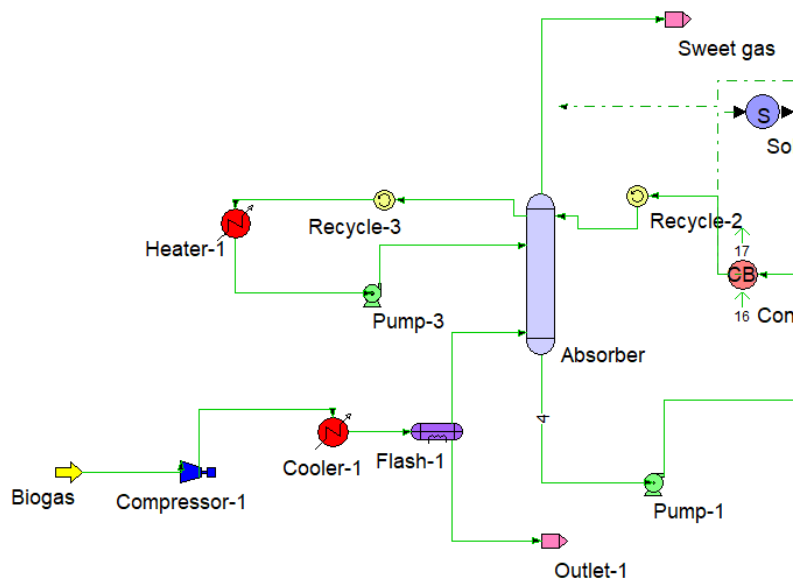 Sweet gas
S
So
Recycle-3
Recycle-2
Heater-1
17
CB
Pump-3
16
Con
Absorber
4
Cooler-1
Flash-1
Biogas
Compressor-1
Pump-1
Outlet-1